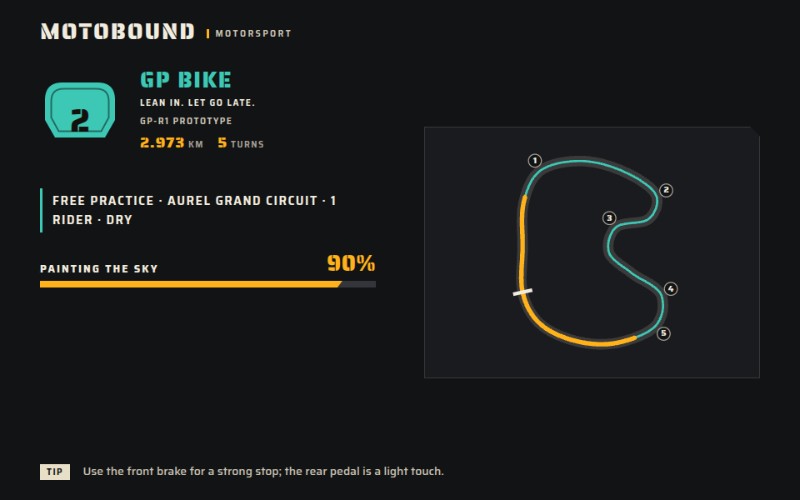 MOTOBOUND | MOTORSPORT
2
GP BIKE
LEAN IN. LET GO LATE.
GP-R1 PROTOTYPE
2.973 KM 5 TURNS
FREE PRACTICE · AUREL GRAND CIRCUIT · 1
RIDER · DRY
PAINTING THE SKY 90%
1
2
3
4
5
TIP Use the front brake for a strong stop; the rear pedal is a light touch.